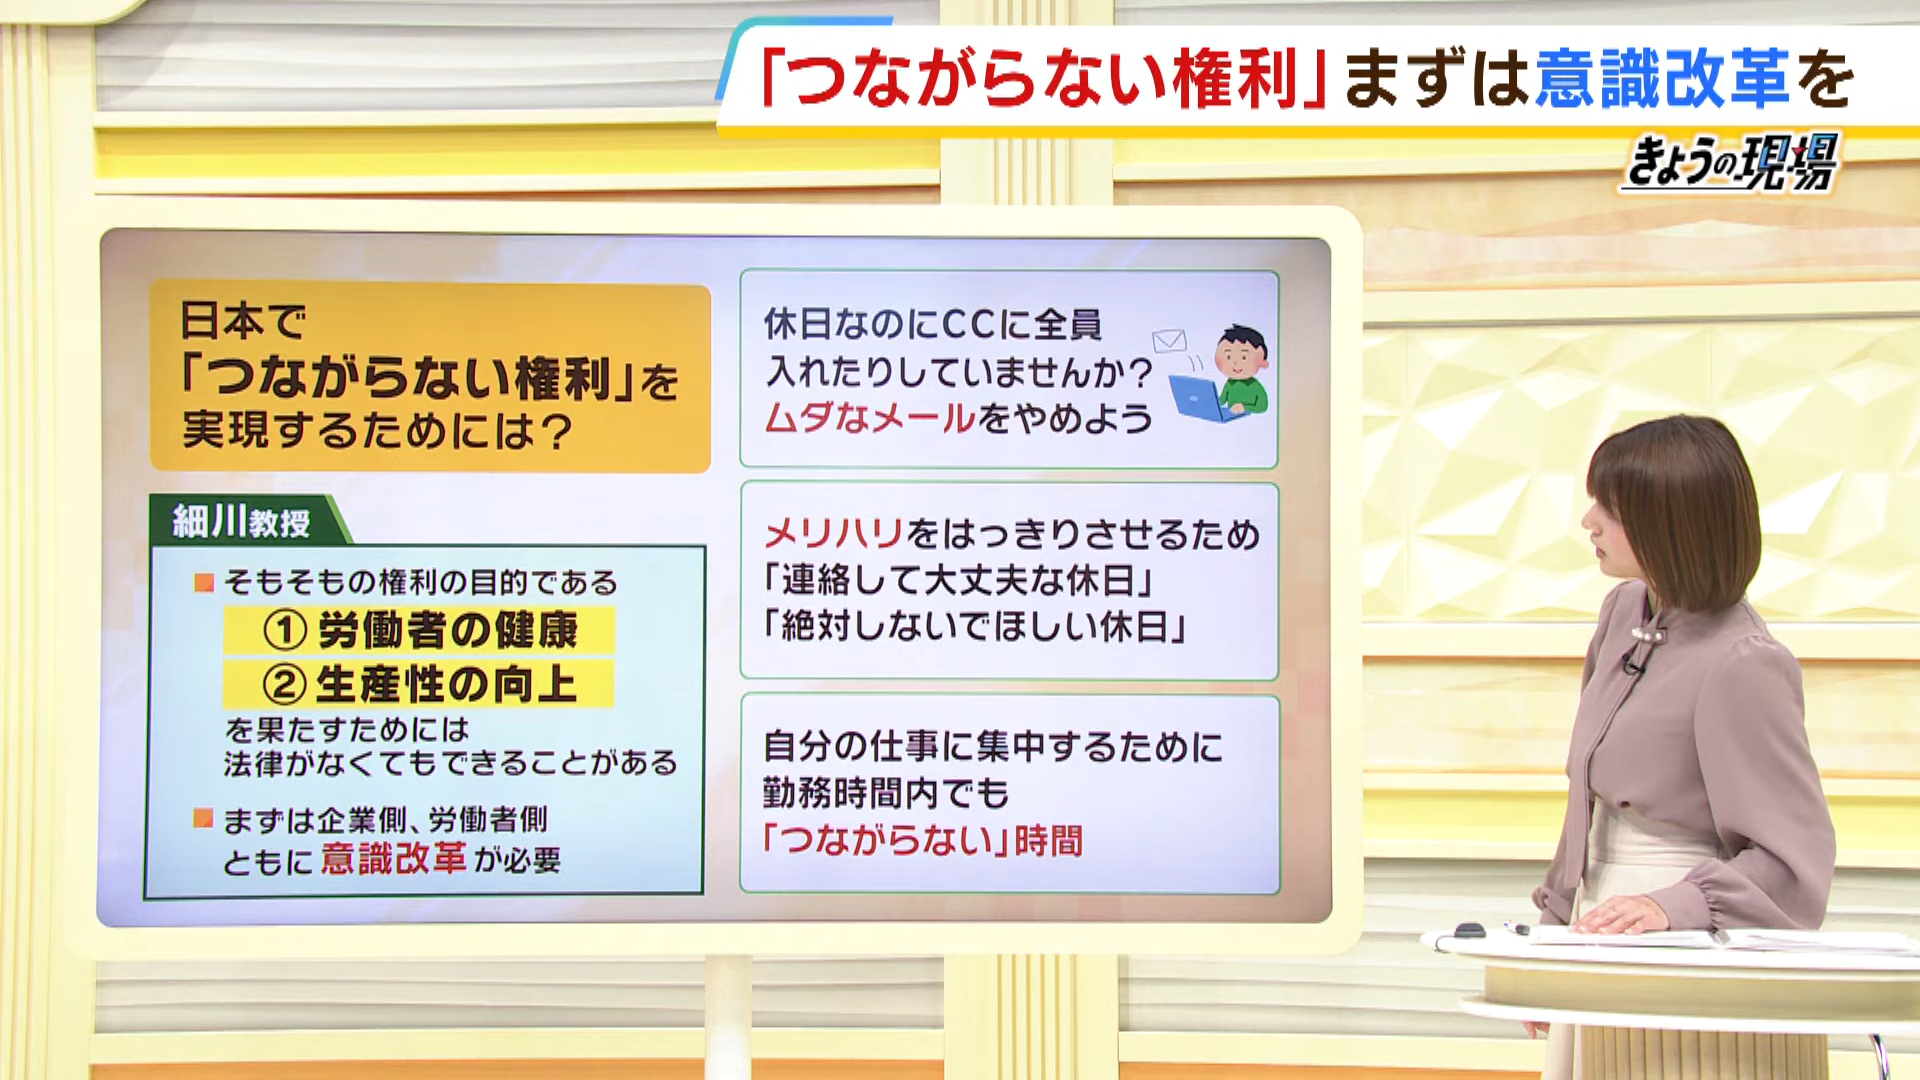 「つながらない権利」まずは意識改革を
きょうの現場
日本で
「つながらない権利」を
実現するためには？
細川教授
そもそもの権利の目的である
①労働者の健康
②生産性の向上
を果たすためには
法律がなくてもできることがある
まずは企業側、労働者側
ともに意識改革が必要
休日なのにCCに全員
入れたりしていませんか？
ムダなメールをやめよう
メリハリをはっきりさせるため
「連絡して大丈夫な休日」
「絶対しないでほしい休日」
自分の仕事に集中するために
勤務時間内でも
「つながらない」時間